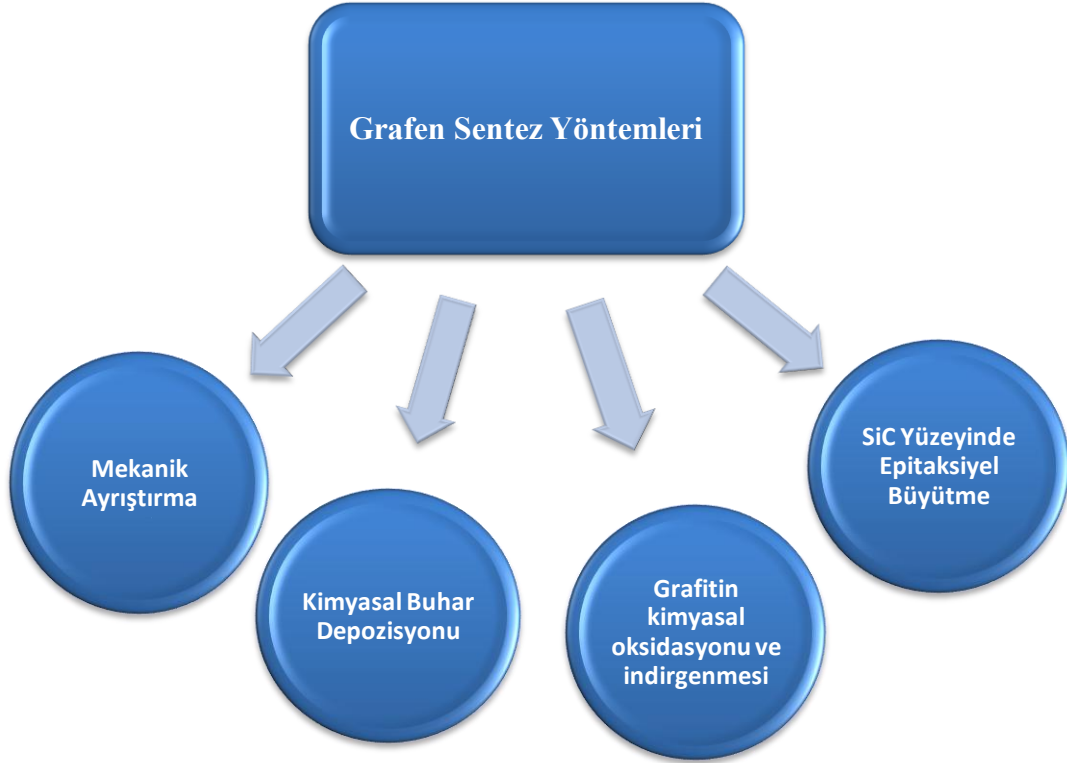 Grafen Sentez Yöntemleri
Mekanik
Ayrıştırma
Kimyasal Buhar
Depozisyonu
Grafitin
kimyasal
oksidasyonu ve
indirgenmesi
SiC Yüzeyinde
Epitaksiyel
Büyütme